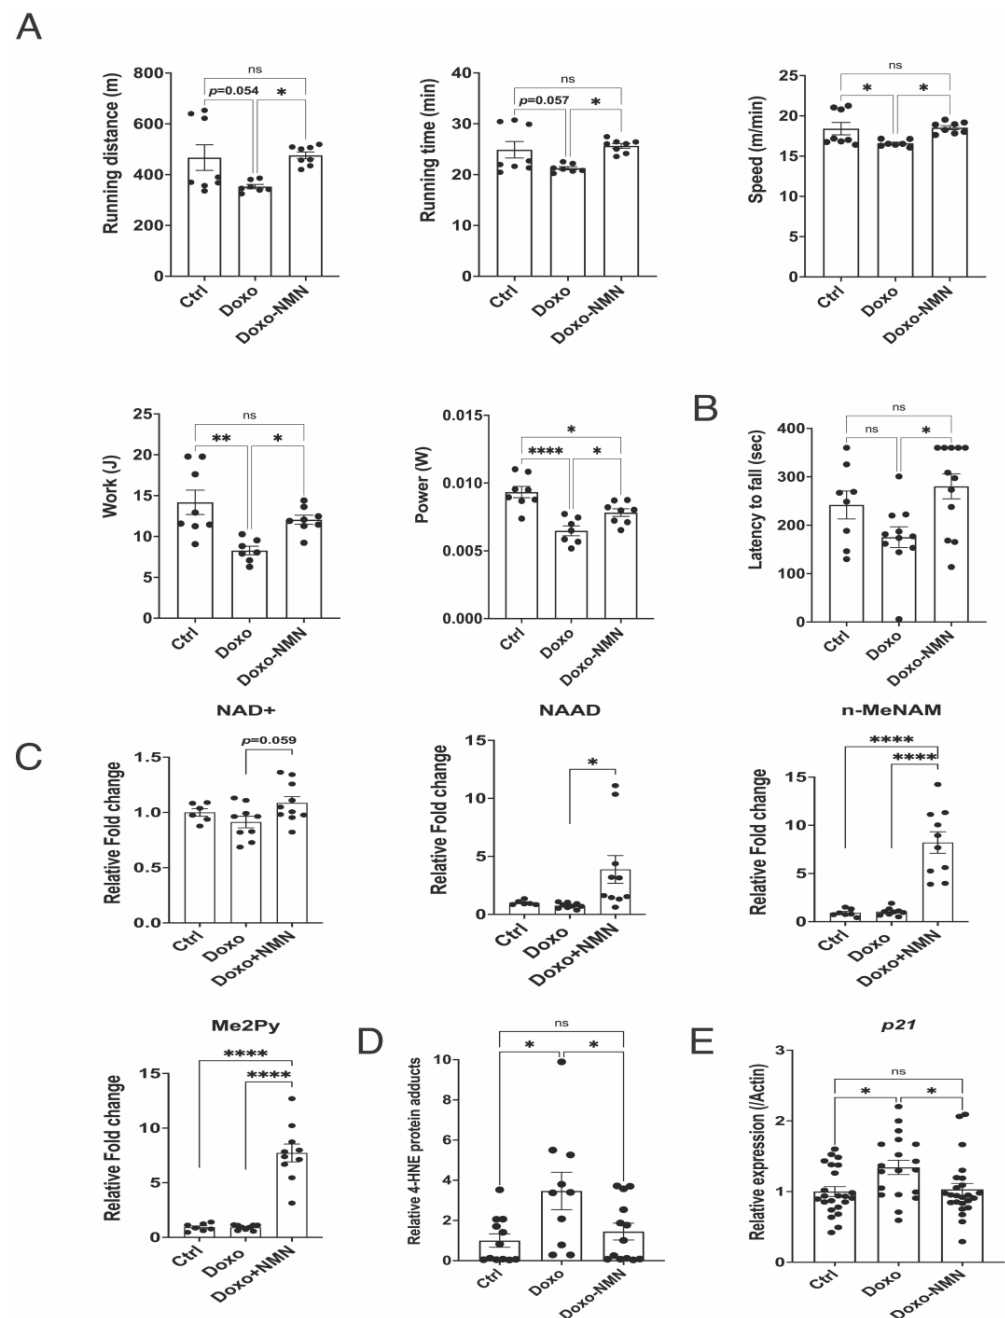 A
Running distance (m)
800
600
400
200
0
ns
p=0.054
*
Ctrl
Doxo
Doxo-NMN
Running time (min)
40
30
20
10
0
ns
p=0.057
*
Ctrl
Doxo
Doxo-NMN
Speed (m/min)
25
20
15
10
5
0
ns
*
*
Ctrl
Doxo
Doxo-NMN
Work (J)
25
20
15
10
5
0
ns
**
*
Ctrl
Doxo
Doxo-NMN
Power (W)
0.015
0.010
0.005
0.000
*
****
*
Ctrl
Doxo
Doxo-NMN
B
Latency to fall (sec)
400
300
200
100
0
ns
ns
*
Ctrl
Doxo
Doxo-NMN
C
NAD+
Relative Fold change
1.5
1.0
0.5
0.0
p=0.059
Ctrl
Doxo
Doxo+NMN
NAAD
Relative Fold change
15
10
5
0
*
Ctrl
Doxo
Doxo+NMN
n-MeNAM
Relative Fold change
15
10
5
0
****
****
Ctrl
Doxo
Doxo+NMN
Me2Py
Relative Fold change
15
10
5
0
****
****
Ctrl
Doxo
Doxo+NMN
D
Relative 4-HNE protein adducts
10
8
6
4
2
0
ns
*
*
Ctrl
Doxo
Doxo-NMN
E
p21
Relative expression (/Actin)
3
2
1
0
ns
*
*
Ctrl
Doxo
Doxo-NMN